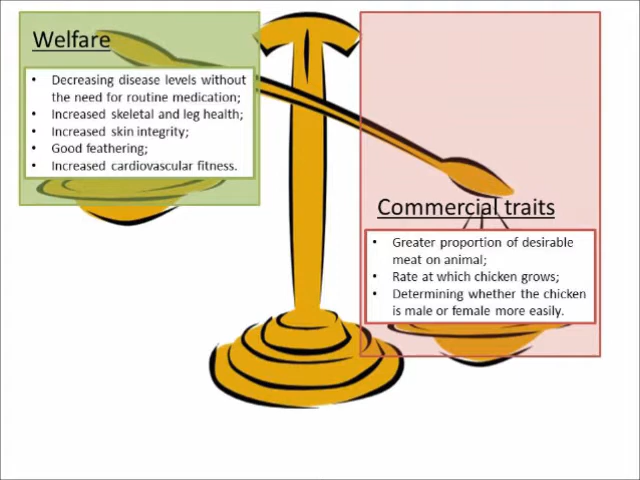 Welfare
• Decreasing disease levels without
the need for routine medication;
• Increased skeletal and leg health;
• Increased skin integrity;
• Good feathering;
• Increased cardiovascular fitness.
Commercial traits
• Greater proportion of desirable
meat on animal;
• Rate at which chicken grows;
• Determining whether the chicken
is male or female more easily.